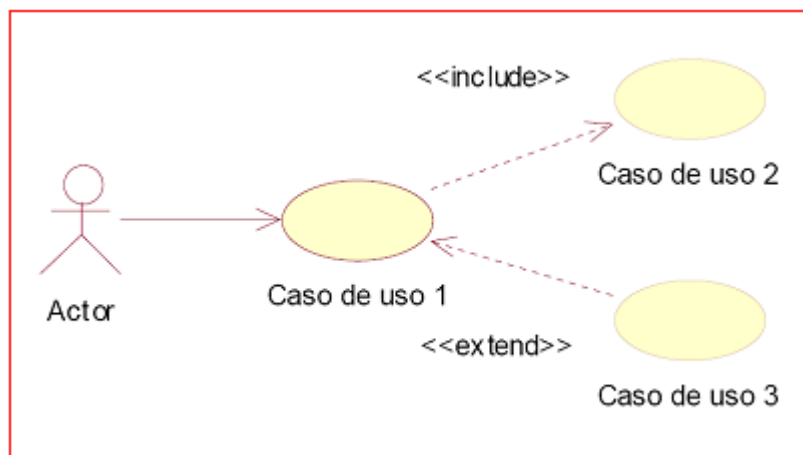 <<include>>
Caso de uso 2
Actor
Caso de uso 1
<<extend>>
Caso de uso 3